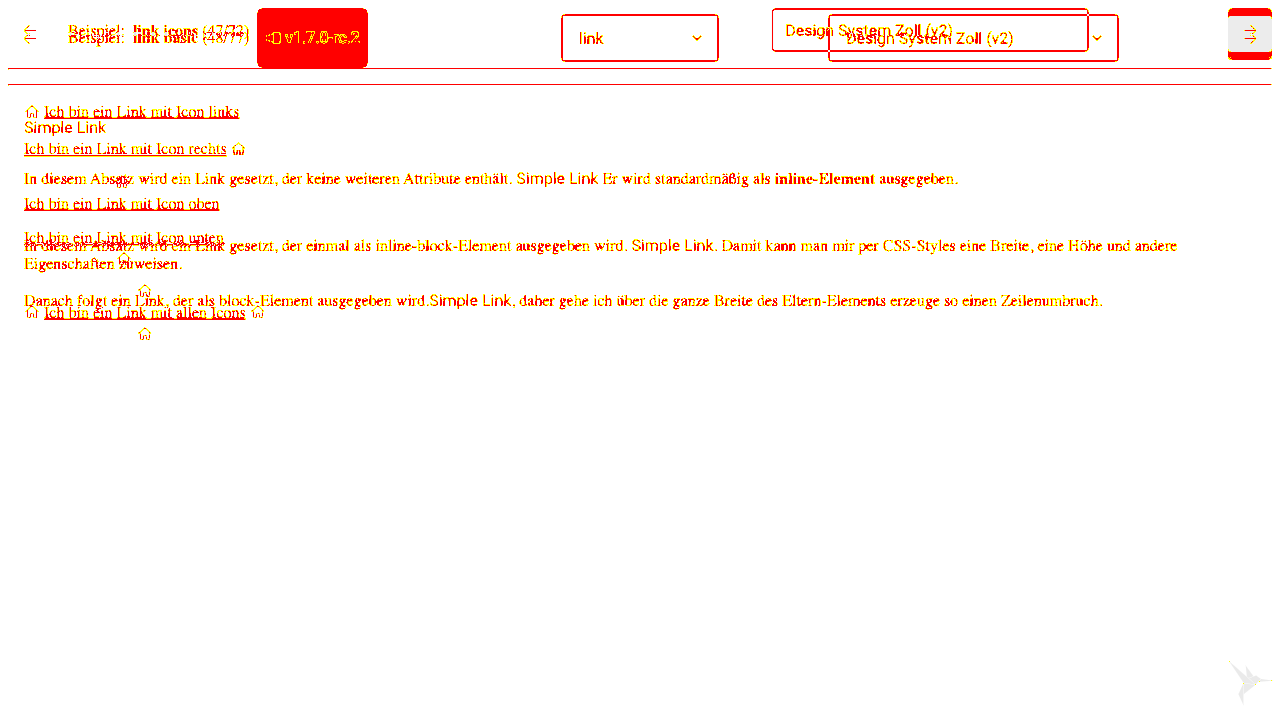 Beispiel: link icons
Beispiel: link basic (48/77)
v1.7.0-rc.2
link
Design System Zoll (v2)
Design System Zoll (v2)
Ich bin ein Link mit Icon links
Simple Link
Ich bin ein Link mit Icon rechts
In diesem Absatz wird ein Link gesetzt, der keine weiteren Attribute enthält. Simple Link Er wird standardmäßig als inline-Element ausgegeben.
Ich bin ein Link mit Icon oben
Ich bin ein Link mit Icon unten
In diesem Absatz wird ein Link gesetzt, der einmal als inline-block-Element ausgegeben wird. Simple Link. Damit kann man mir per CSS-Styles eine Breite, eine Höhe und andere
Eigenschaften zuweisen.
Danach folgt ein Link, der als block-Element ausgegeben wird.Simple Link, daher gehe ich über die ganze Breite des Eltern-Elements erzeuge so einen Zeilenumbruch.
Ich bin ein Link mit allen Icons